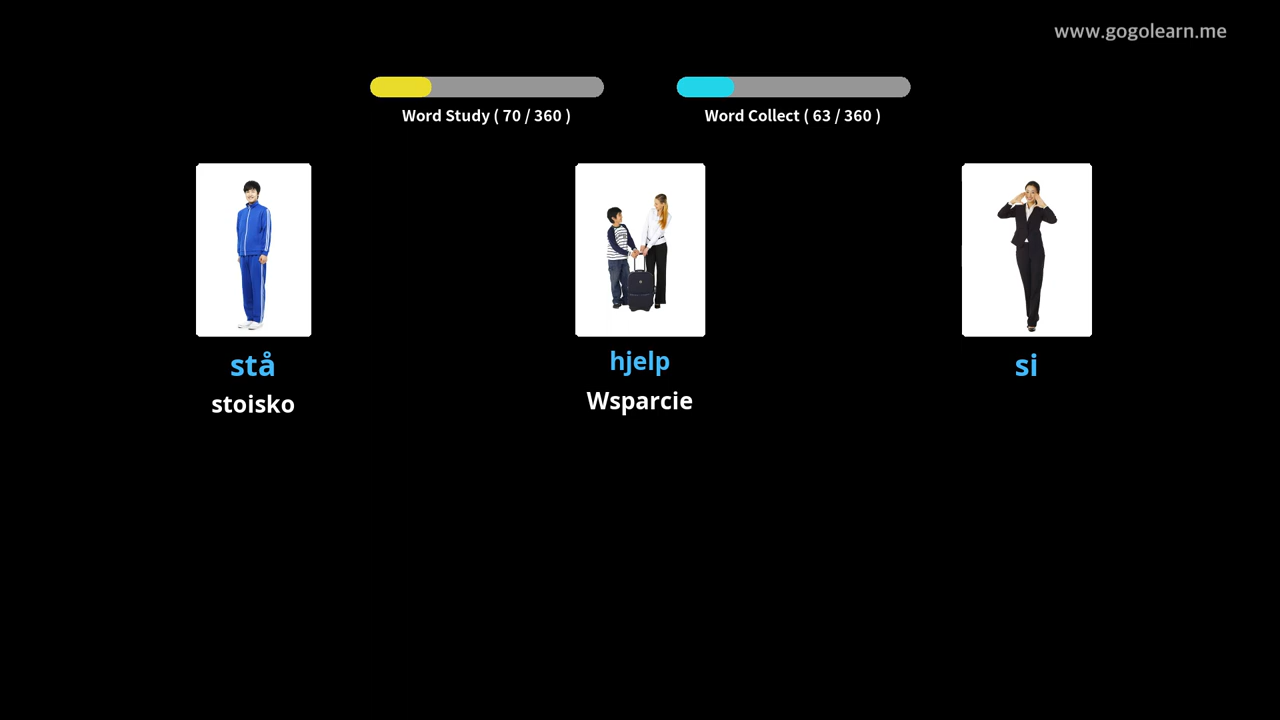 www.gogolearn.me
Word Study ( 70 / 360 )
Word Collect ( 63 / 360 )
stå
hjelp
si
stoisko
Wsparcie